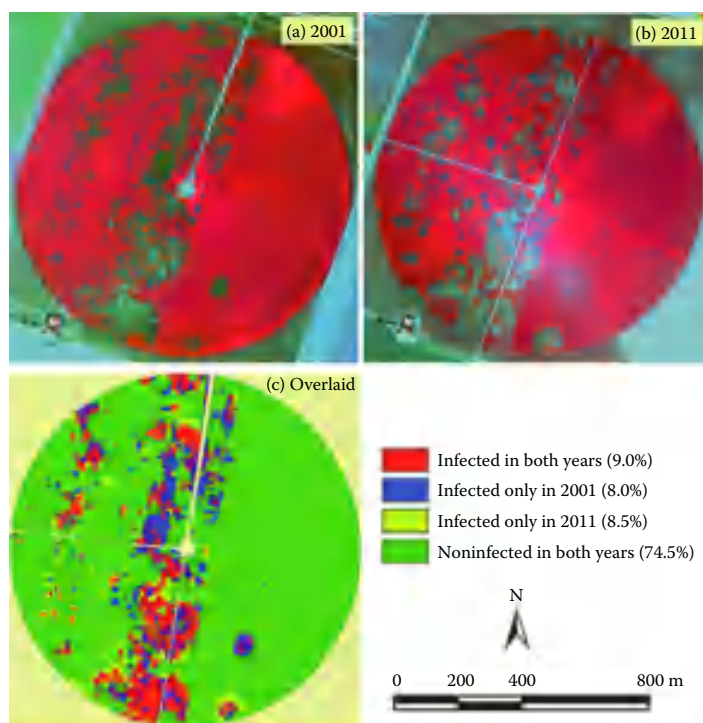 (a) 2001
(b) 2011
(c) Overlaid
Infected in both years (9.0%)
Infected only in 2001 (8.0%)
Infected only in 2011 (8.5%)
Noninfected in both years (74.5%)
N
0 200 400 800 m